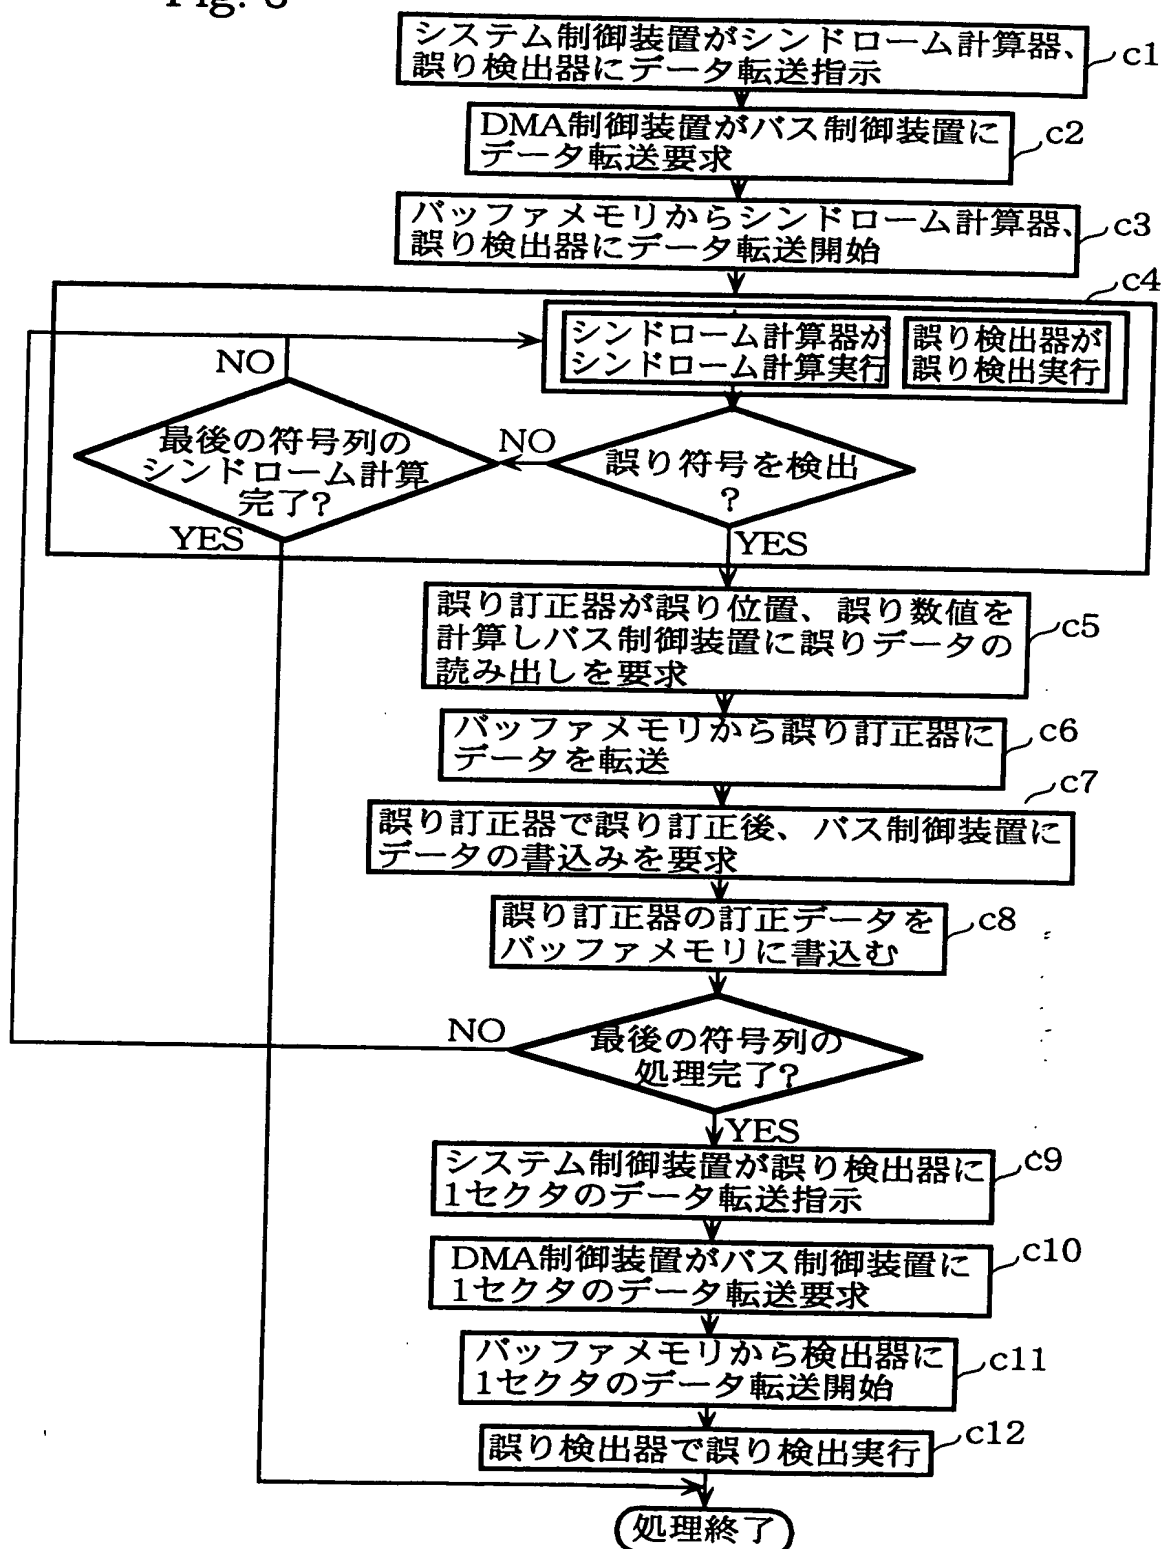 システム制御装置がシンドローム計算器、
誤り検出器にデータ転送指示
c1
DMA制御装置がバス制御装置に
データ転送要求
c2
バッファメモリからシンドローム計算器、
誤り検出器にデータ転送開始
c3
c4
シンドローム計算器が
シンドローム計算実行
誤り検出器が
誤り検出実行
NO
最後の符号列の
シンドローム計算
完了?
NO
誤り符号を検出
?
YES
YES
誤り訂正器が誤り位置、誤り数値を
計算しバス制御装置に誤りデータの
読み出しを要求
c5
バッファメモリから誤り訂正器に
データを転送
c6
c7
誤り訂正器で誤り訂正後、バス制御装置に
データの書込みを要求
誤り訂正器の訂正データを
バッファメモリに書込む
c8
NO
最後の符号列の
処理完了?
YES
システム制御装置が誤り検出器に
1セクタのデータ転送指示
c9
DMA制御装置がバス制御装置に
1セクタのデータ転送要求
c10
バッファメモリから検出器に
1セクタのデータ転送開始
c11
誤り検出器で誤り検出実行
c12
処理終了